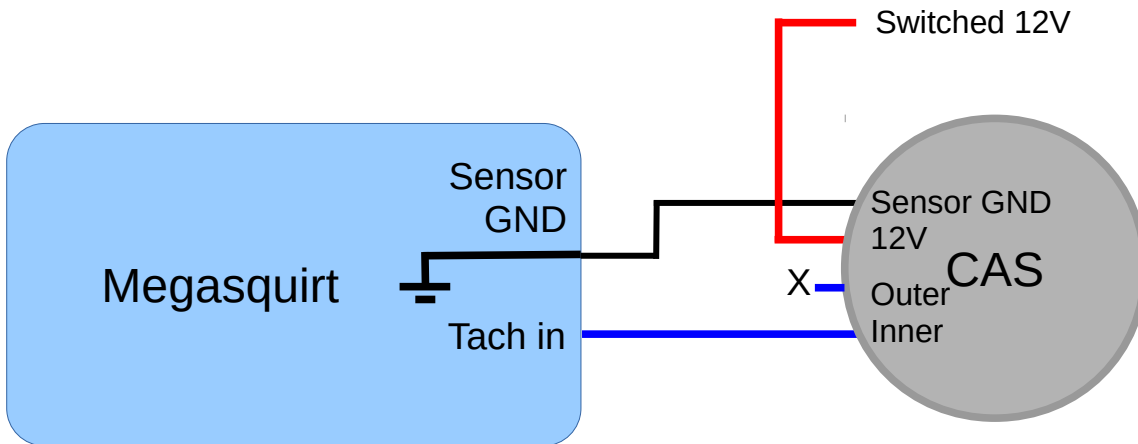 Switched 12V
Sensor
GND
Megasquirt
Tach in
Sensor GND
12V
CAS
X
Outer
Inner